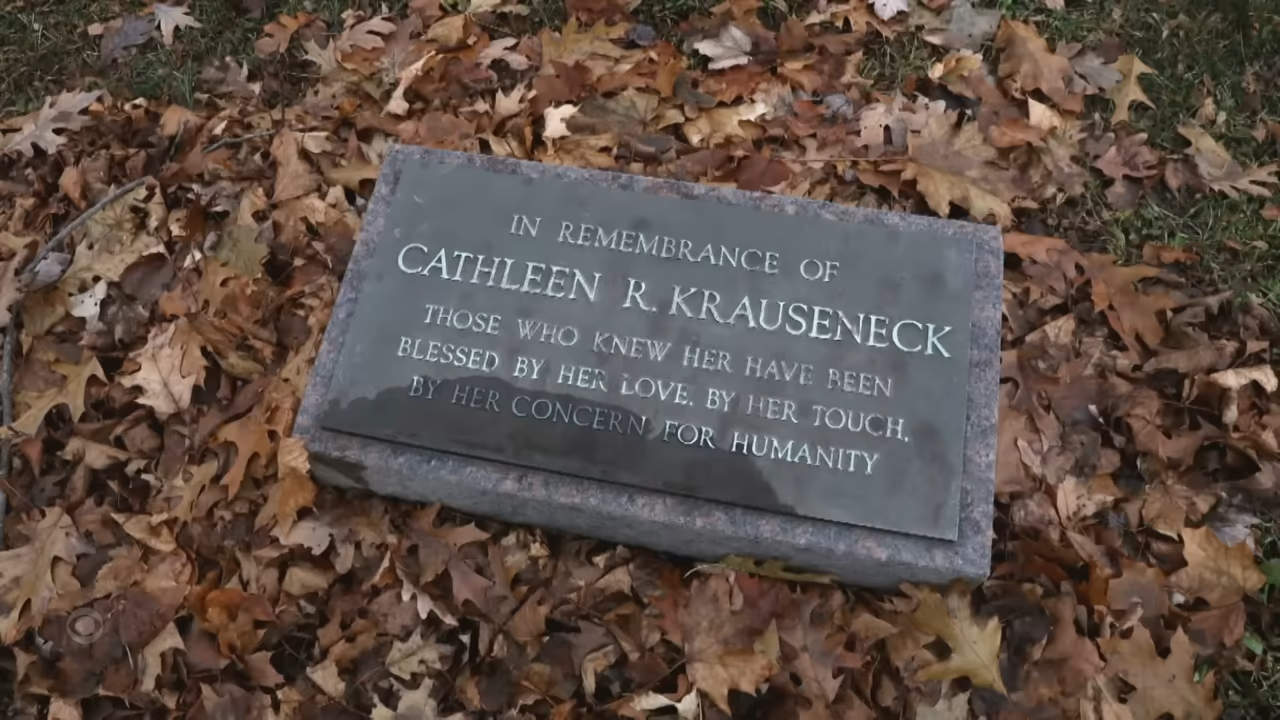 IN REMEMBRANCE OF
CATHLEEN R. KRAUSENECK
THOSE WHO KNEW HER HAVE BEEN
BLESSED BY HER LOVE, BY HER TOUCH,
BY HER CONCERN FOR HUMANITY